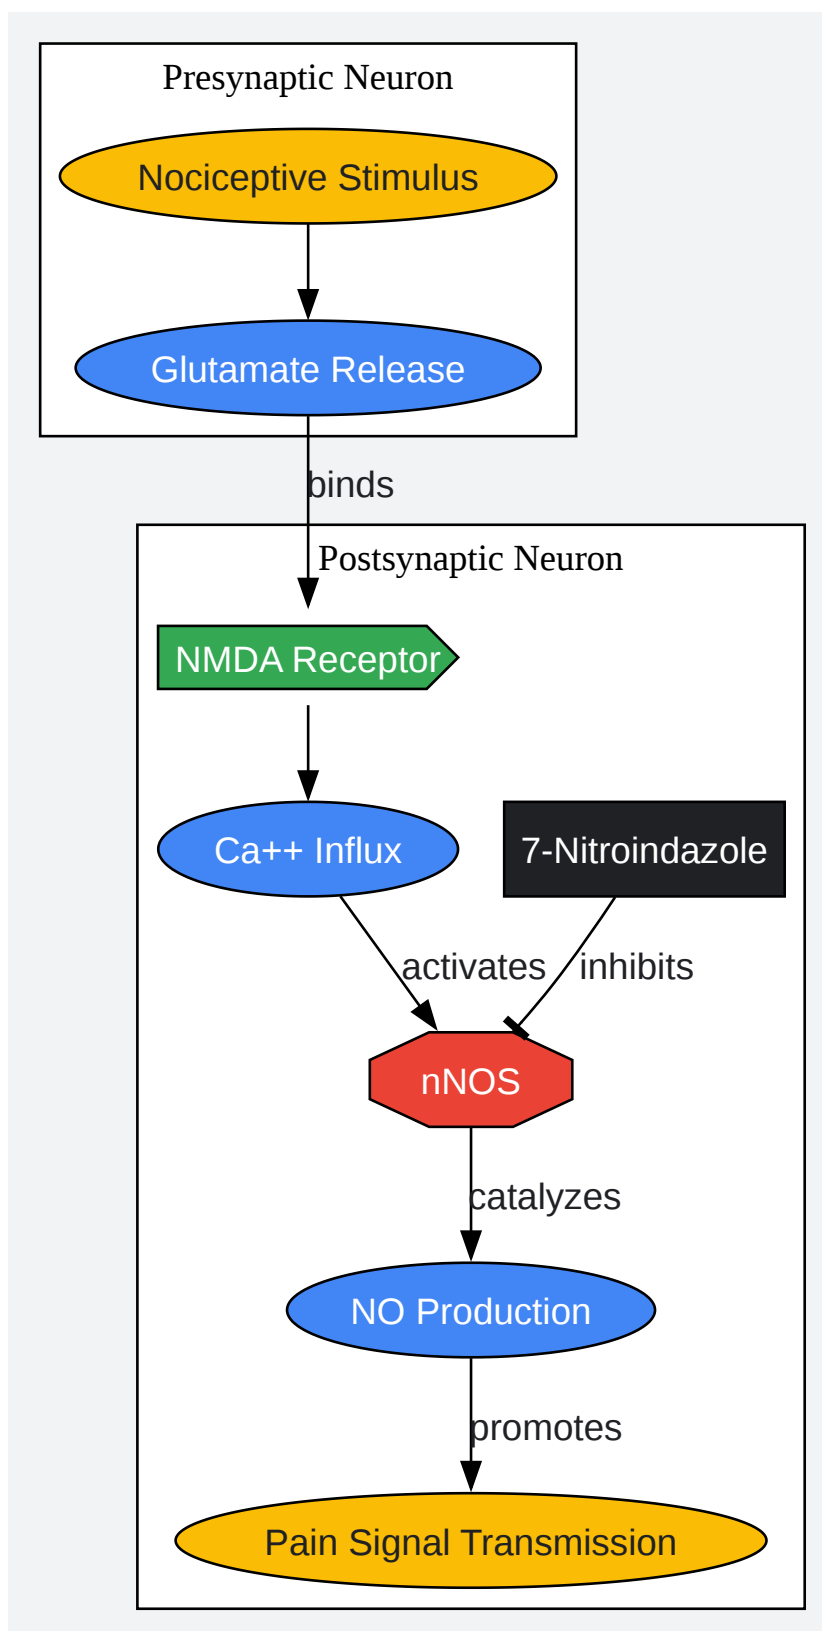 Presynaptic Neuron
Nociceptive Stimulus
Glutamate Release
binds
Postsynaptic Neuron
NMDA Receptor
Ca++ Influx
7-Nitroindazole
activates
inhibits
nNOS
catalyzes
NO Production
promotes
Pain Signal Transmission